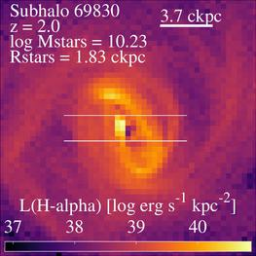 Subhalo 69830
3.7 ckpc
z = 2.0
log Mstars = 10.23
Rstars = 1.83 ckpc
L(H-alpha) [log erg s⁻¹ kpc⁻²]
37 38 39 40